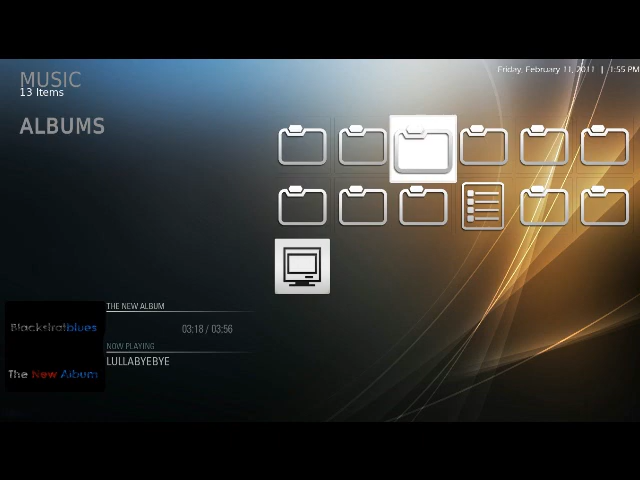 Friday, February 11, 2011 | 1:55 PM
MUSIC
13 Items
ALBUMS
THE NEW ALBUM
03:18 / 03:56
NOW PLAYING
LULLABYEBYE
Blackstratblues
The New Album